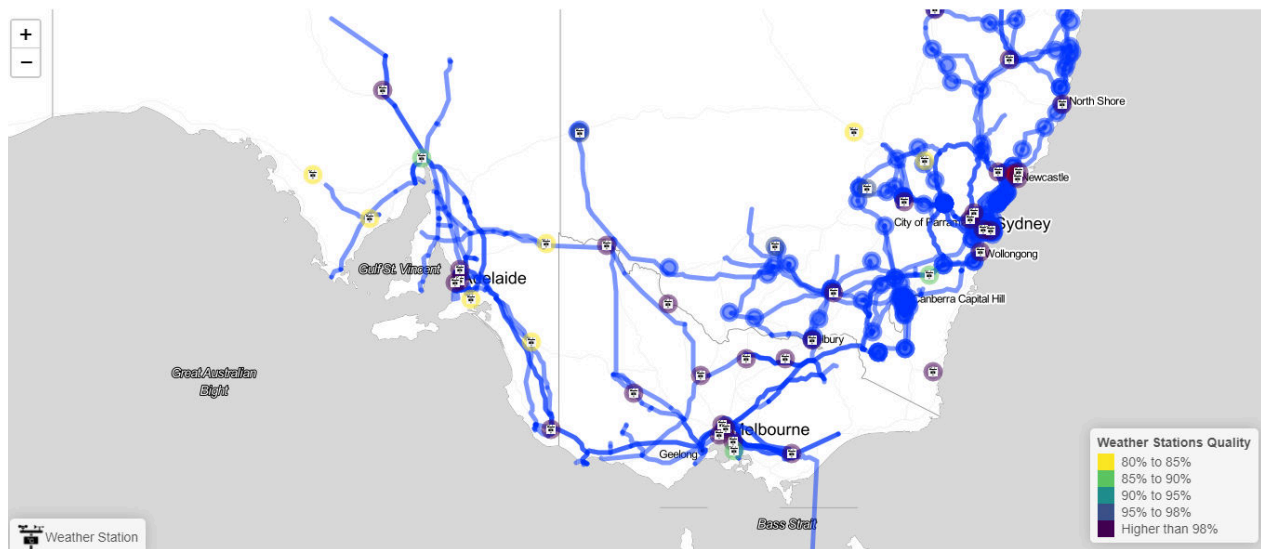 +
−
North Shore
Newcastle
City of Parram
Sydney
Wollongong
Gulf St. Vincent
Adelaide
Canberra Capital Hill
bury
Great Australian
Bight
Melbourne
Geelong
Bass Strait
Weather Stations Quality
80% to 85%
85% to 90%
90% to 95%
95% to 98%
Higher than 98%
Weather Station